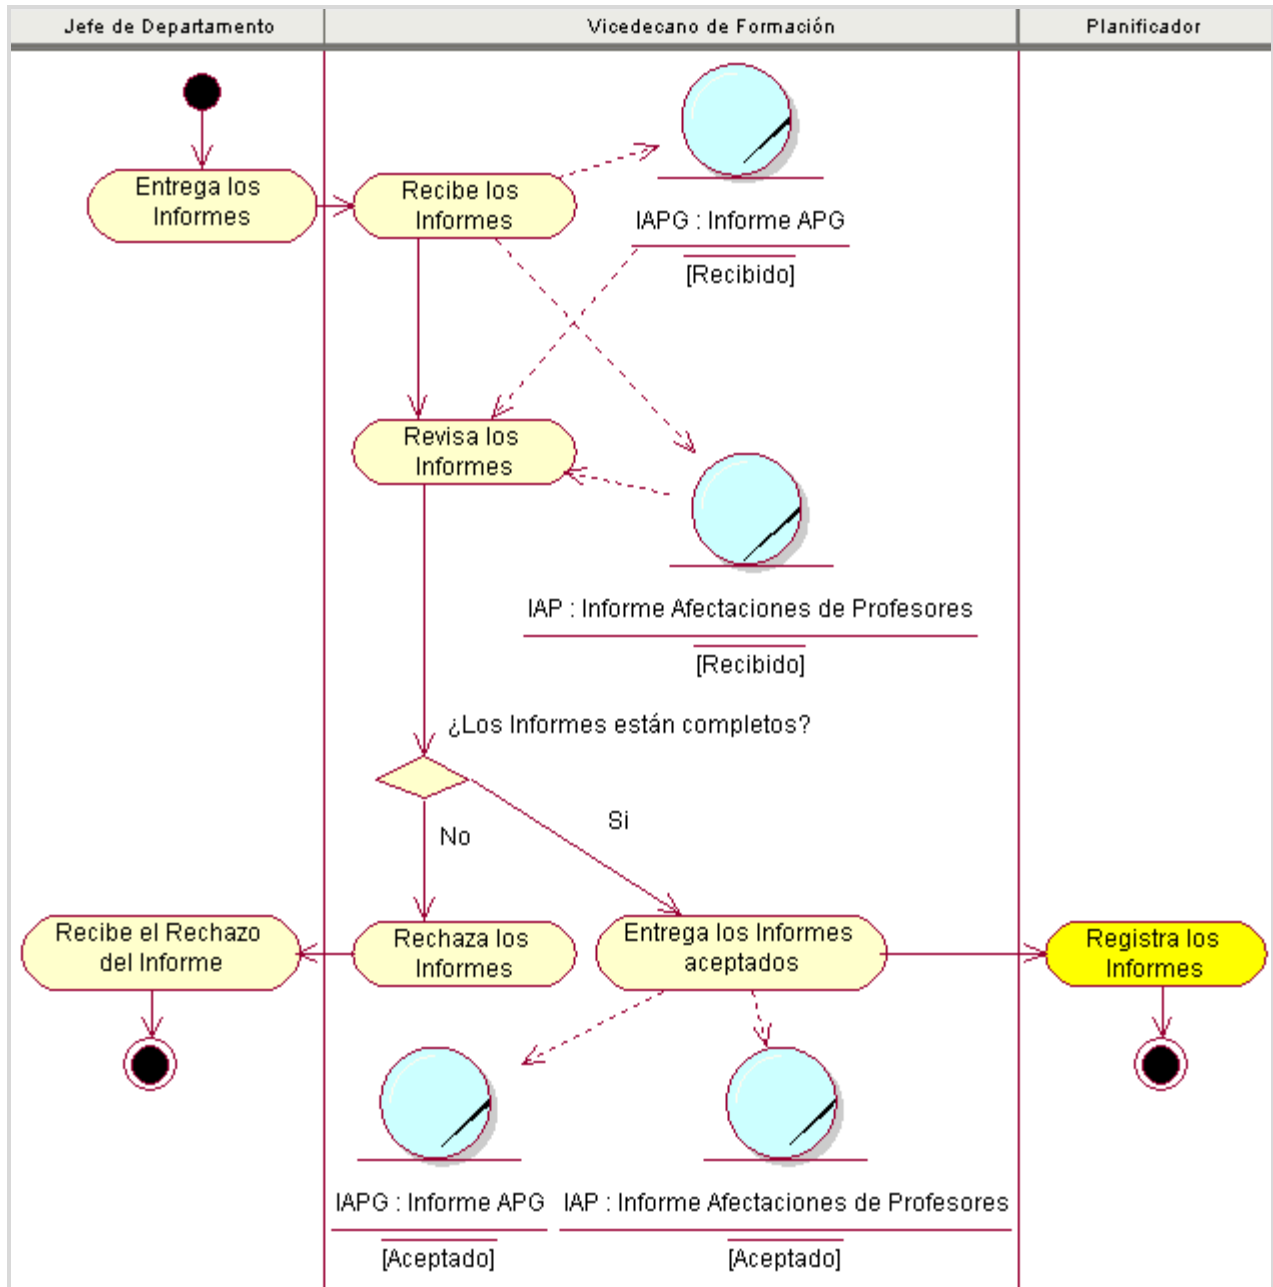 Jefe de Departamento
Vicedecano de Formación
Planificador
Entrega los
Informes
Recibe los
Informes
IAPG : Informe APG
[Recibido]
Revisa los
Informes
IAP : Informe Afectaciones de Profesores
[Recibido]
¿Los Informes están completos?
No
Si
Recibe el Rechazo
del Informe
Rechaza los
Informes
Entrega los Informes
aceptados
Registra los
Informes
IAPG : Informe APG
[Aceptado]
IAP : Informe Afectaciones de Profesores
[Aceptado]